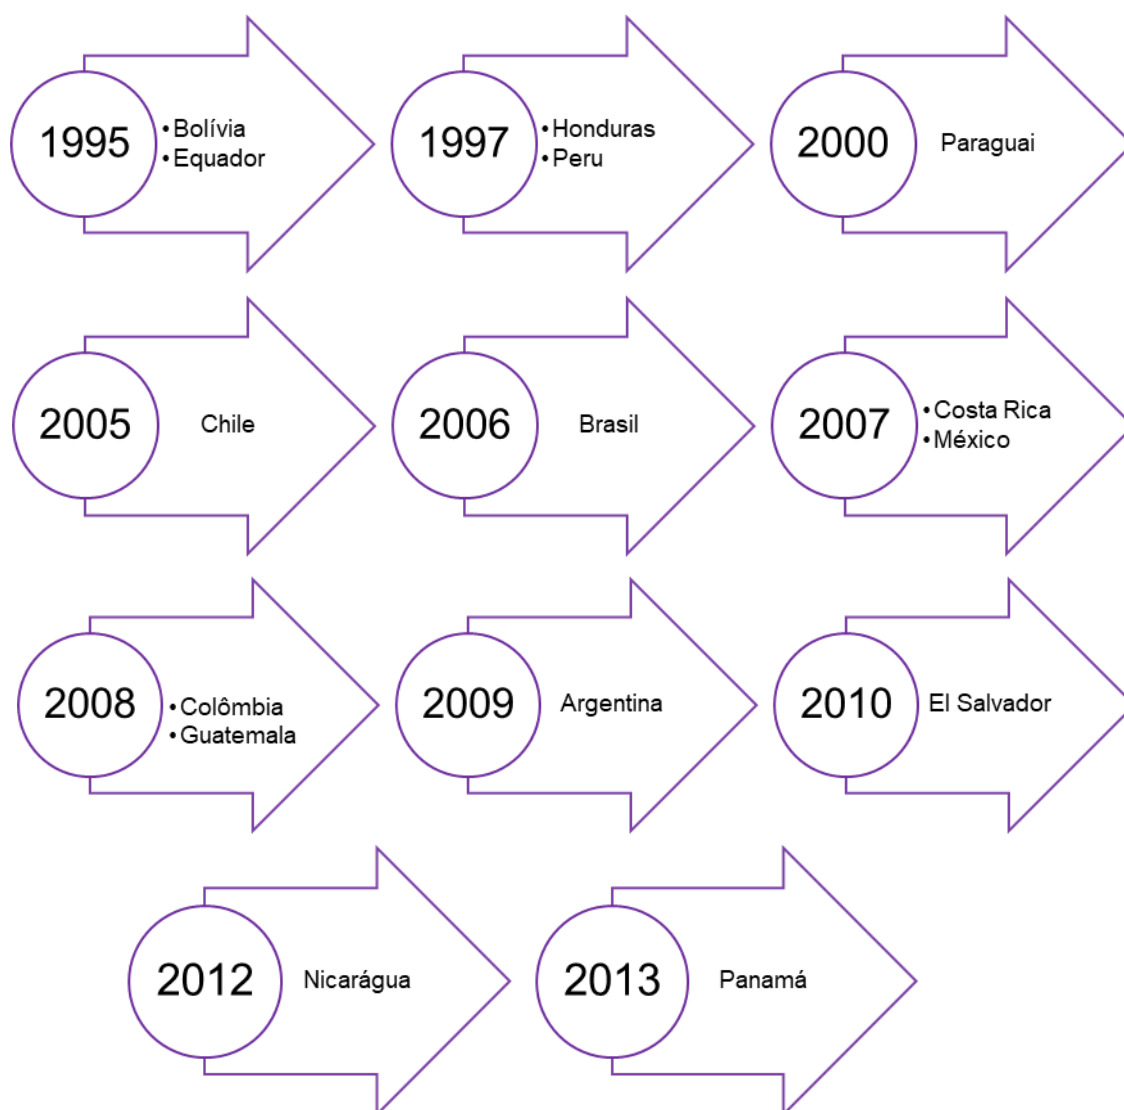 1995
• Bolívia
• Equador
1997
• Honduras
• Peru
2000
Paraguai
2005
Chile
2006
Brasil
2007
• Costa Rica
• México
2008
• Colômbia
• Guatemala
2009
Argentina
2010
El Salvador
2012
Nicarágua
2013
Panamá